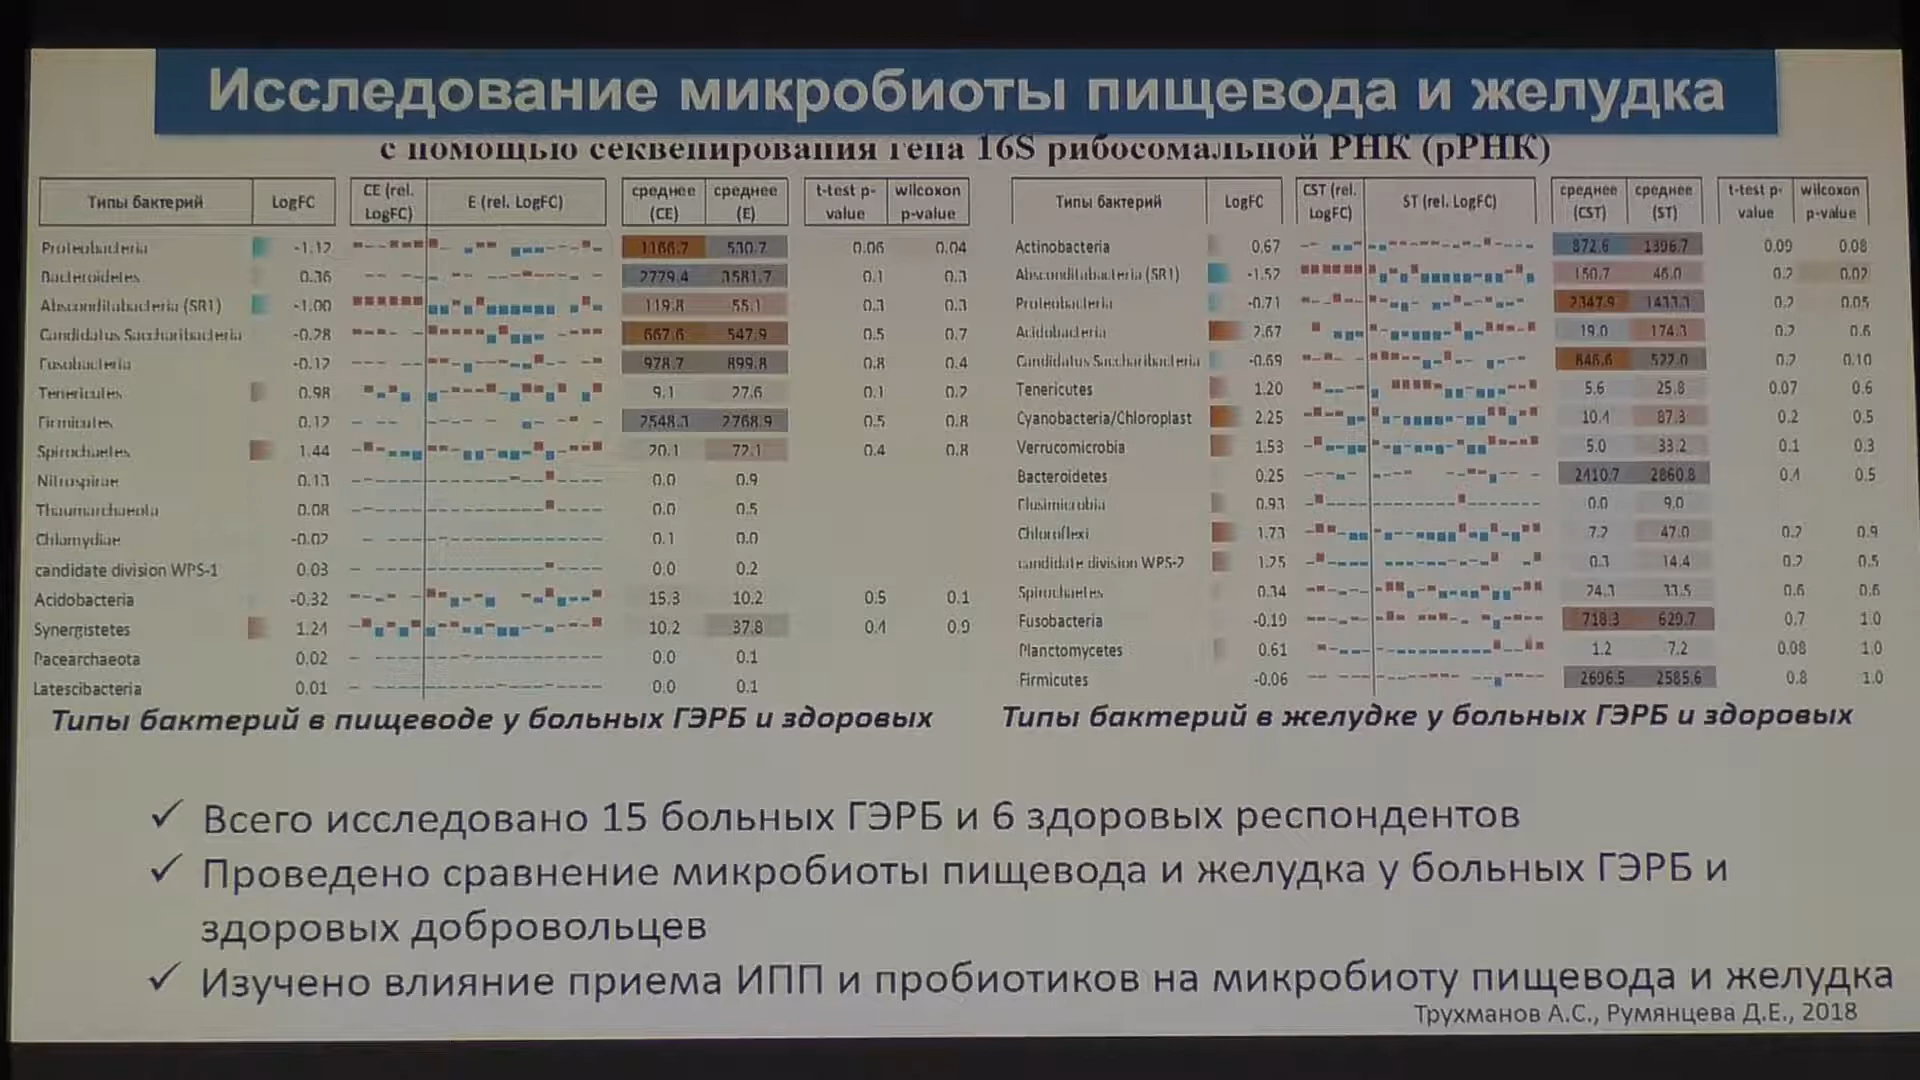 Исследование микробиоты пищевода и желудка
с помощью секвенирования гена 16S рибосомальной РНК (рРНК)
Типы бактерий LogFC CE (rel. LogFC) E (rel. LogFC) среднее (CE) среднее (E) t-test p-value wilcoxon p-value
Proteobacteria -1.12 1166.7 530.7 0.06 0.04
Bacteroidetes 0.36 2779.4 3581.7 0.1 0.3
Absconditabacteria (SR1) -1.00 119.8 55.1 0.3 0.3
Candidatus Saccharibacteria -0.28 667.6 547.9 0.5 0.7
Fusobacteria -0.12 978.7 899.8 0.8 0.4
Tenericutes 0.98 9.1 27.6 0.1 0.2
Firmicutes 0.12 2548.3 2768.9 0.5 0.8
Spirochaetes 1.44 20.1 72.1 0.4 0.8
Nitrospirae 0.13 0.0 0.9
Thaumarchaeota 0.08 0.0 0.5
Chlamydiae -0.02 0.1 0.0
candidate division WPS-1 0.03 0.0 0.2
Acidobacteria -0.32 15.3 10.2 0.5 0.1
Synergistetes 1.24 10.2 37.8 0.4 0.9
Pacearchaeota 0.02 0.0 0.1
Latescibacteria 0.01 0.0 0.1
Типы бактерий в пищеводе у больных ГЭРБ и здоровых
Типы бактерий LogFC CST (rel. LogFC) ST (rel. LogFC) среднее (CST) среднее (ST) t-test p-value wilcoxon p-value
Actinobacteria 0.67 872.6 1396.7 0.09 0.08
Absconditabacteria (SR1) -1.52 150.7 46.0 0.2 0.02
Proteobacteria -0.71 2347.9 1433.3 0.2 0.05
Acidobacteria 2.67 19.0 174.3 0.2 0.6
Candidatus Saccharibacteria -0.69 846.6 522.0 0.2 0.10
Tenericutes 1.20 5.6 25.8 0.07 0.6
Cyanobacteria/Chloroplast 2.25 10.4 87.3 0.2 0.5
Verrucomicrobia 1.53 5.0 33.2 0.1 0.3
Bacteroidetes 0.25 2410.7 2860.8 0.4 0.5
Elusimicrobia 0.93 0.0 9.0
Chloroflexi 1.73 7.2 47.0 0.2 0.9
candidate division WPS-2 1.25 0.3 14.4 0.2 0.5
Spirochaetes 0.34 24.3 33.5 0.6 0.6
Fusobacteria -0.19 718.3 629.7 0.7 1.0
Planctomycetes 0.61 1.2 7.2 0.08 1.0
Firmicutes -0.06 2696.5 2585.6 0.8 1.0
Типы бактерий в желудке у больных ГЭРБ и здоровых
✓ Всего исследовано 15 больных ГЭРБ и 6 здоровых респондентов
✓ Проведено сравнение микробиоты пищевода и желудка у больных ГЭРБ и
здоровых добровольцев
✓ Изучено влияние приема ИПП и пробиотиков на микробиоту пищевода и желудка
Трухманов А.С., Румянцева Д.Е., 2018